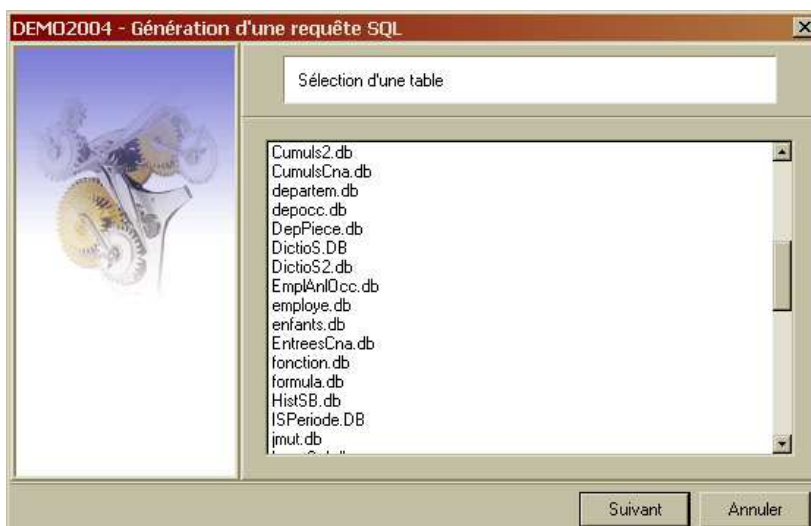 DEMO2004 - Génération d'une requête SQL
Sélection d'une table
Cumuls2.db
CumulsCna.db
departem.db
depocc.db
DepPiece.db
DictioS.DB
DictioS2.db
EmplAnlOcc.db
employe.db
enfants.db
EntreesCna.db
fonction.db
formula.db
HistSB.db
ISPeriode.DB
jmut.db
Suivant
Annuler